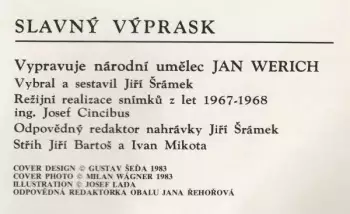 SLAVNÝ VÝPRASK
Vypravuje národní umělec JAN WERICH
Vybral a sestavil Jiří Šrámek
Režijní realizace snímků z let 1967-1968
ing. Josef Cincibus
Odpovědný redaktor nahrávky Jiří Šrámek
Střih Jiří Bartoš a Ivan Mikota
COVER DESIGN © GUSTAV ŠEĎA 1983
COVER PHOTO © MILAN WÁGNER 1983
ILLUSTRATION © JOSEF LADA
ODPOVĚDNÁ REDAKTORKA OBALU JANA ŘEHOŘOVÁ